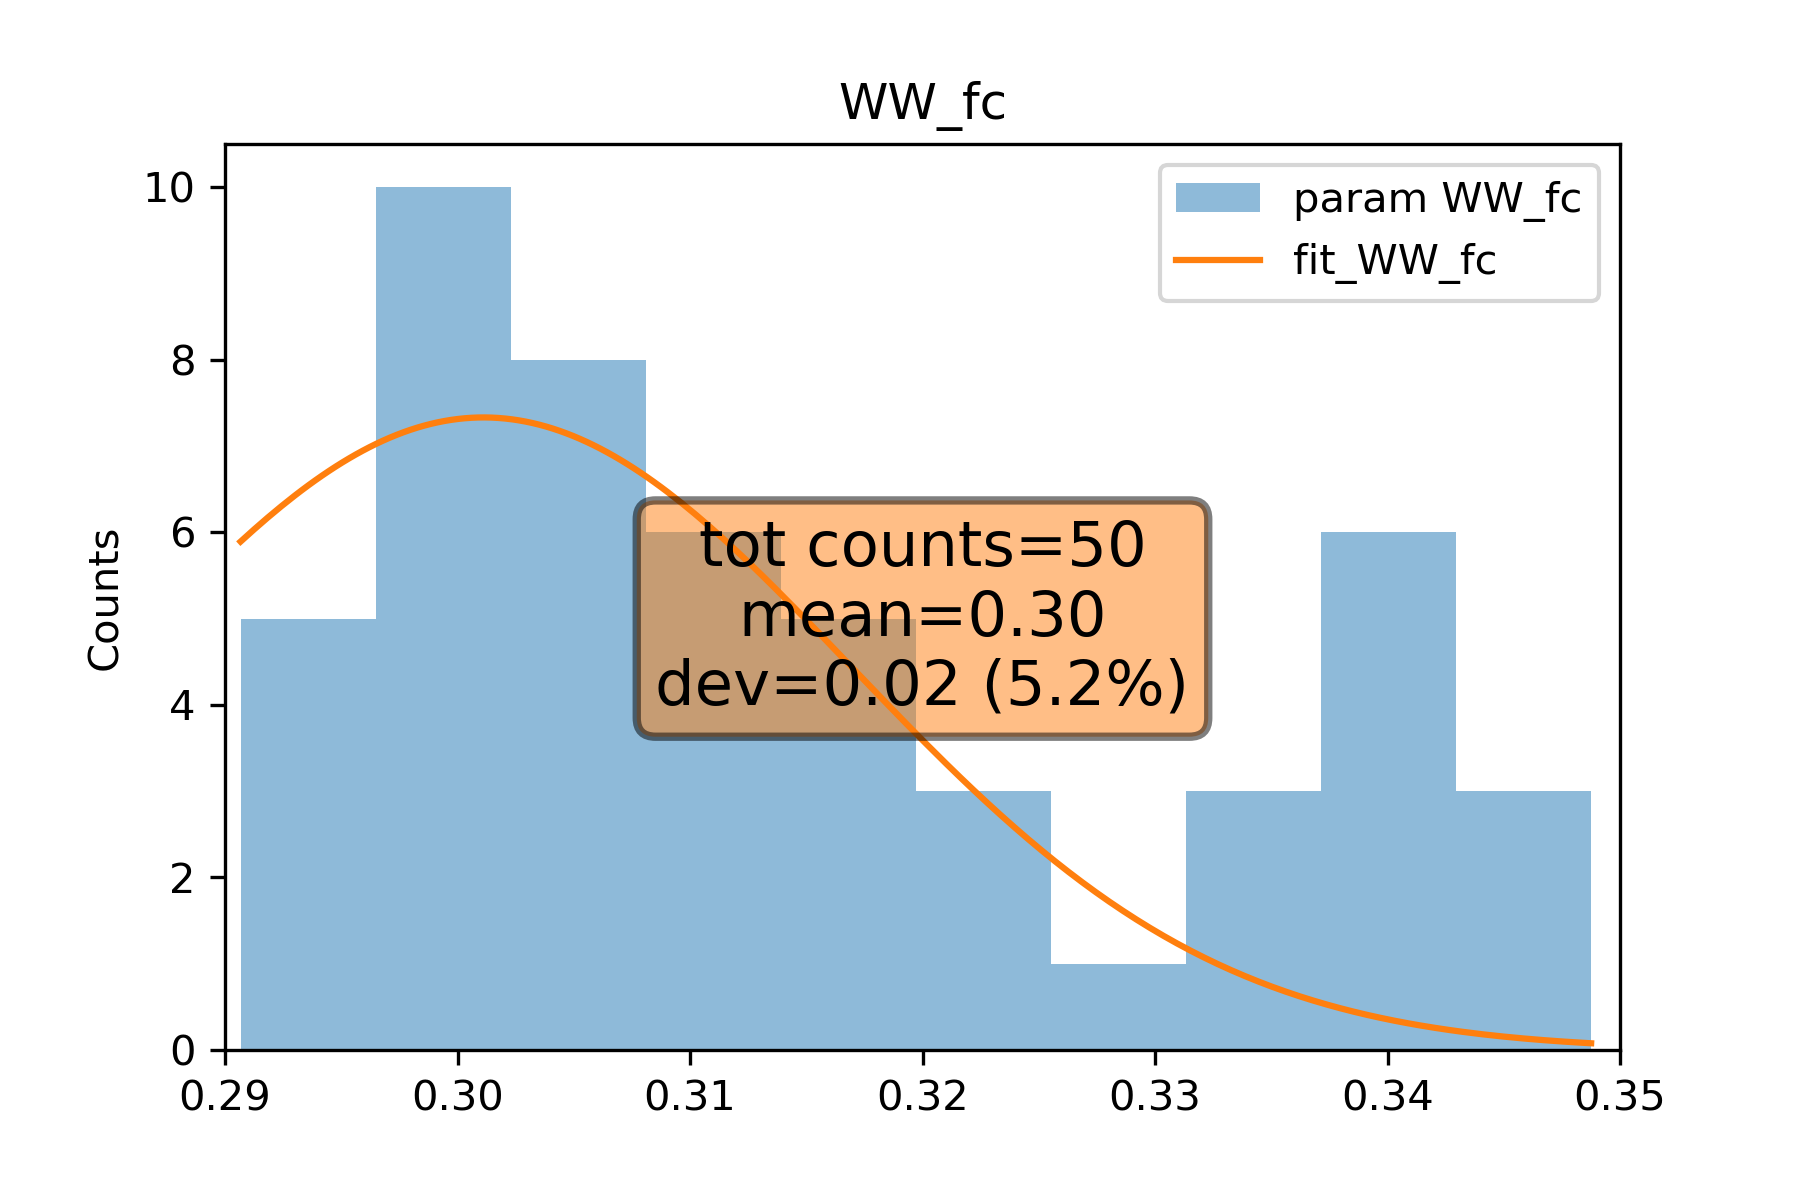 WW_fc
param WW_fc
fit_WW_fc
10
8
6
4
2
0
Counts
tot counts=50
mean=0.30
dev=0.02 (5.2%)
0.29 0.30 0.31 0.32 0.33 0.34 0.35